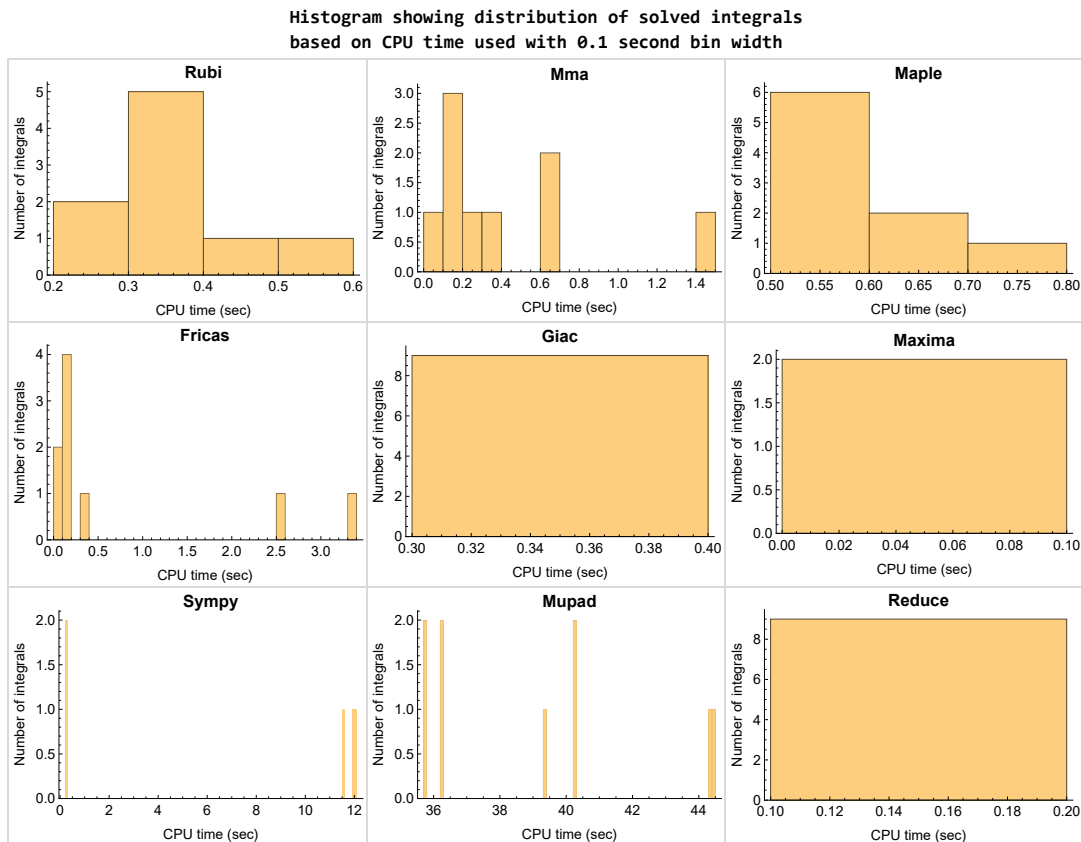 Histogram showing distribution of solved integrals
based on CPU time used with 0.1 second bin width
Rubi
Number of integrals
5
4
3
2
1
0
0.2 0.3 0.4 0.5 0.6
CPU time (sec)
Mma
Number of integrals
3.0
2.5
2.0
1.5
1.0
0.5
0.0
0.0 0.2 0.4 0.6 0.8 1.0 1.2 1.4
CPU time (sec)
Maple
Number of integrals
6
5
4
3
2
1
0
0.50 0.55 0.60 0.65 0.70 0.75 0.80
CPU time (sec)
Fricas
Number of integrals
4
3
2
1
0
0.0 0.5 1.0 1.5 2.0 2.5 3.0
CPU time (sec)
Giac
Number of integrals
8
6
4
2
0
0.30 0.32 0.34 0.36 0.38 0.40
CPU time (sec)
Maxima
Number of integrals
2.0
1.5
1.0
0.5
0.0
0.00 0.02 0.04 0.06 0.08 0.10
CPU time (sec)
Sympy
Number of integrals
2.0
1.5
1.0
0.5
0.0
0 2 4 6 8 10 12
CPU time (sec)
Mupad
Number of integrals
2.0
1.5
1.0
0.5
0.0
36 38 40 42 44
CPU time (sec)
Reduce
Number of integrals
8
6
4
2
0
0.10 0.12 0.14 0.16 0.18 0.20
CPU time (sec)